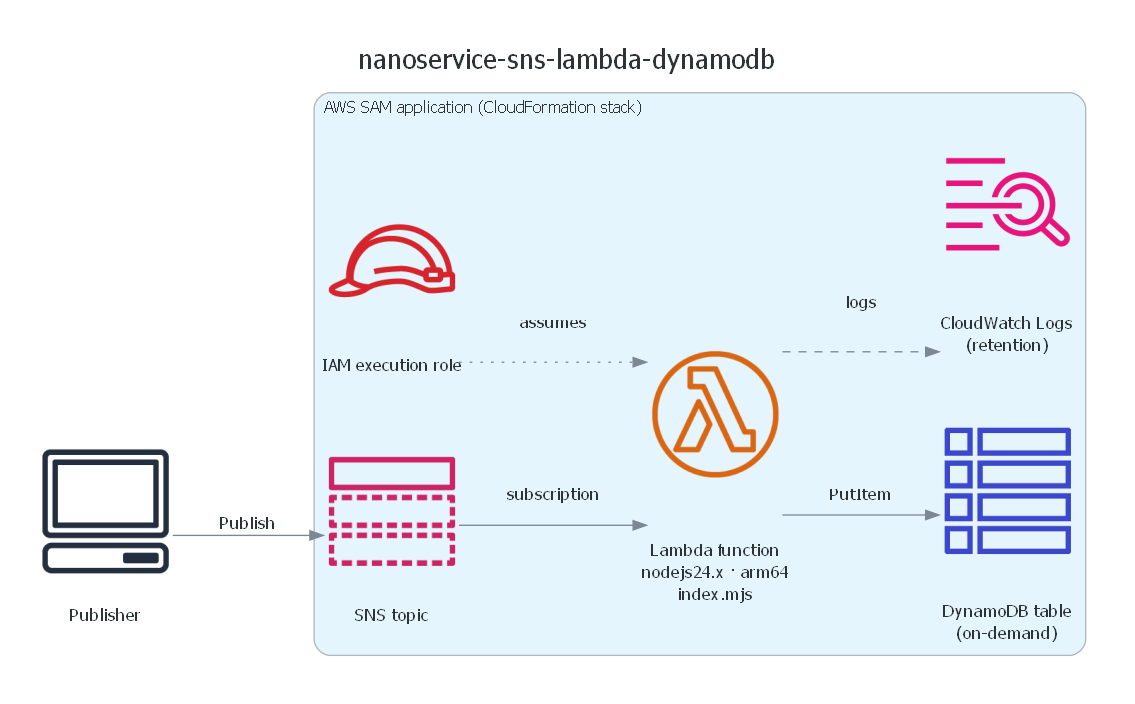 nanoservice-sns-lambda-dynamodb
AWS SAM application (CloudFormation stack)
logs
assumes
CloudWatch Logs
(retention)
IAM execution role
subscription
PutItem
Publish
Lambda function
nodejs24.x · arm64
index.mjs
Publisher
SNS topic
DynamoDB table
(on-demand)